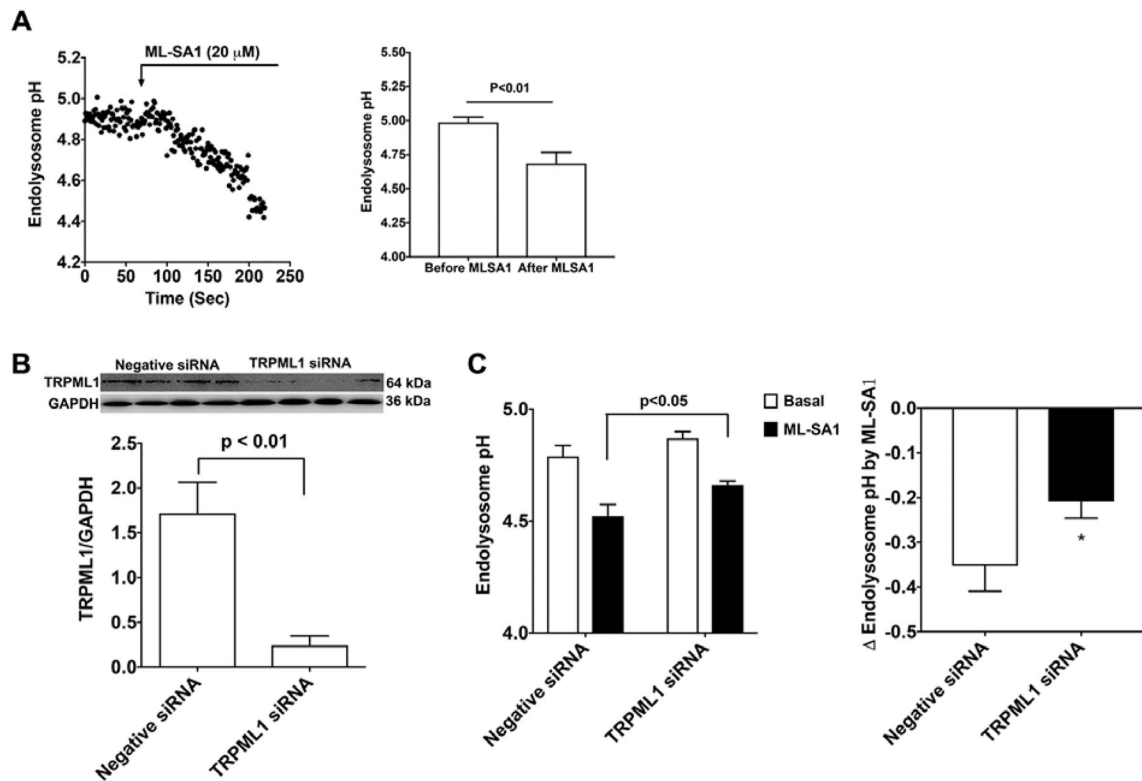 A
ML-SA1 (20 μM)
Endolysosome pH
5.2
5.0
4.8
4.6
4.4
4.2
0 50 100 150 200 250
Time (Sec)
Endolysosome pH
5.50
5.25
5.00
4.75
4.50
4.25
4.00
P<0.01
Before MLSA1 After MLSA1
B
Negative siRNA TRPML1 siRNA
TRPML1 64 kDa
GAPDH 36 kDa
TRPML1/GAPDH
2.5
2.0
1.5
1.0
0.5
0.0
p < 0.01
Negative siRNA
TRPML1 siRNA
C
Endolysosome pH
5.0
4.5
4.0
p<0.05
Basal
ML-SA1
Negative siRNA
TRPML1 siRNA
Δ Endolysosome pH by ML-SA1
0.0
-0.1
-0.2
-0.3
-0.4
-0.5
*
Negative siRNA
TRPML1 siRNA